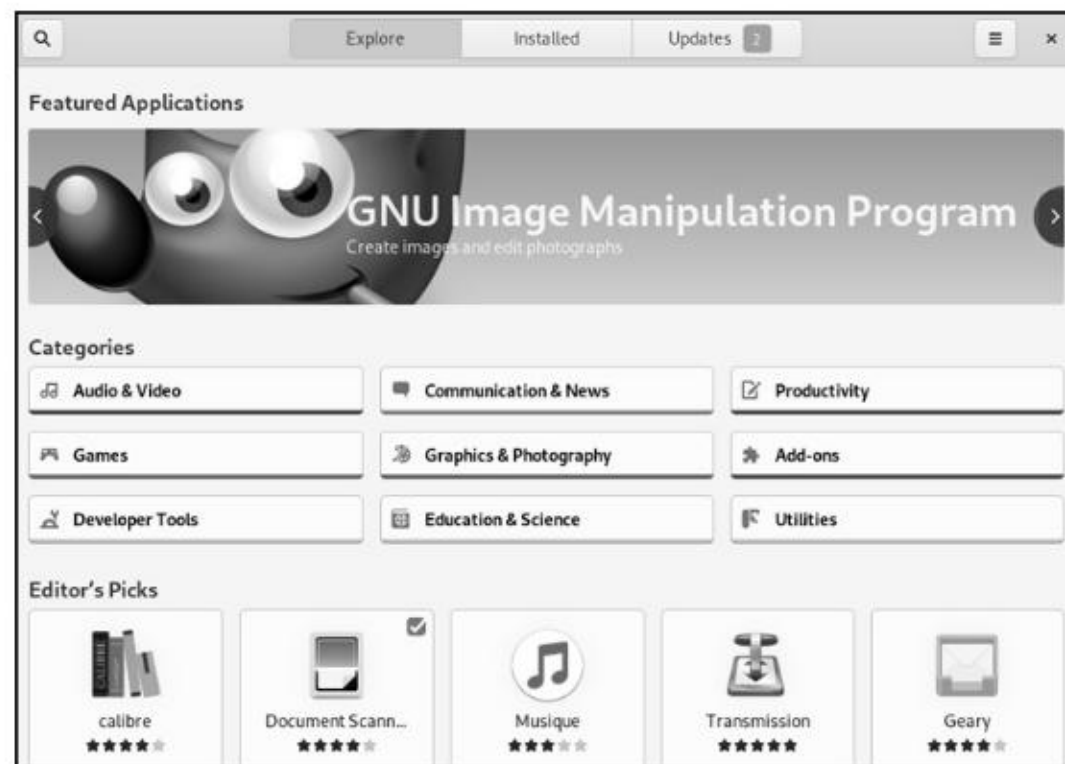 Explore Installed Updates 2
Featured Applications
GNU Image Manipulation Program
Create images and edit photographs
Categories
Audio & Video Communication & News Productivity
Games Graphics & Photography Add-ons
Developer Tools Education & Science Utilities
Editor's Picks
CALIBRE
calibre Document Scann... Musique Transmission Geary